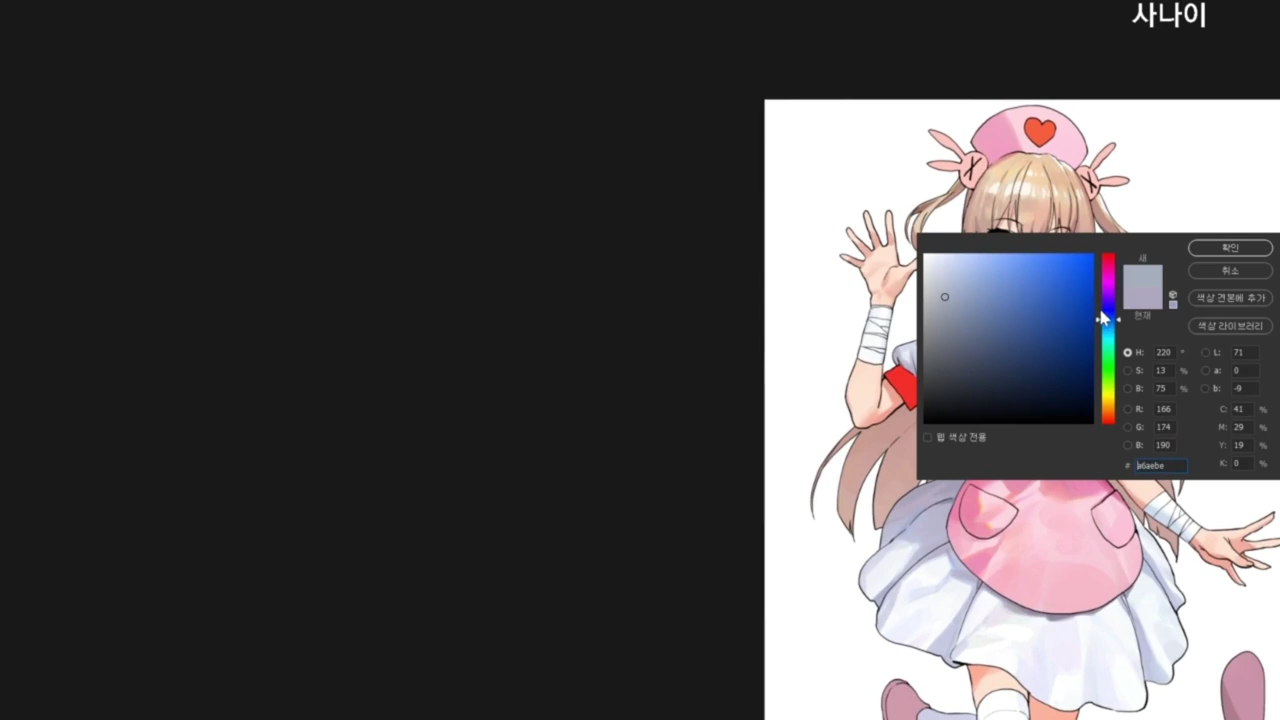 사나이
확인
새
취소
색상 견본에 추가
현재
색상 라이브러리
H: 220 °
L: 71
S: 13 %
a: 0
B: 75 %
b: -9
R: 166
C: 41 %
G: 174
M: 29 %
웹 색상 전용
B: 190
Y: 19 %
# a6aebe
K: 0 %